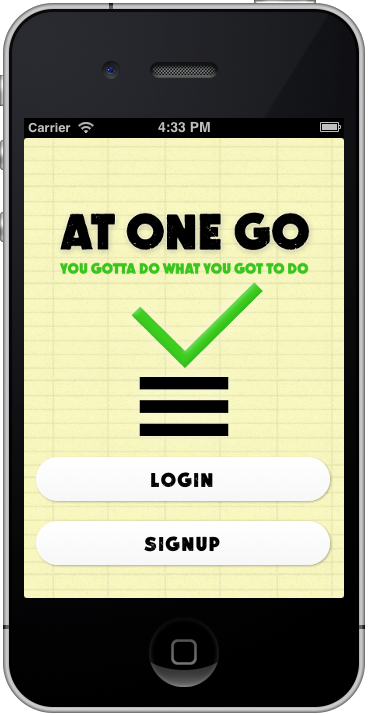 Carrier 4:33 PM
AT ONE GO
YOU GOTTA DO WHAT YOU GOT TO DO
LOGIN
SIGNUP